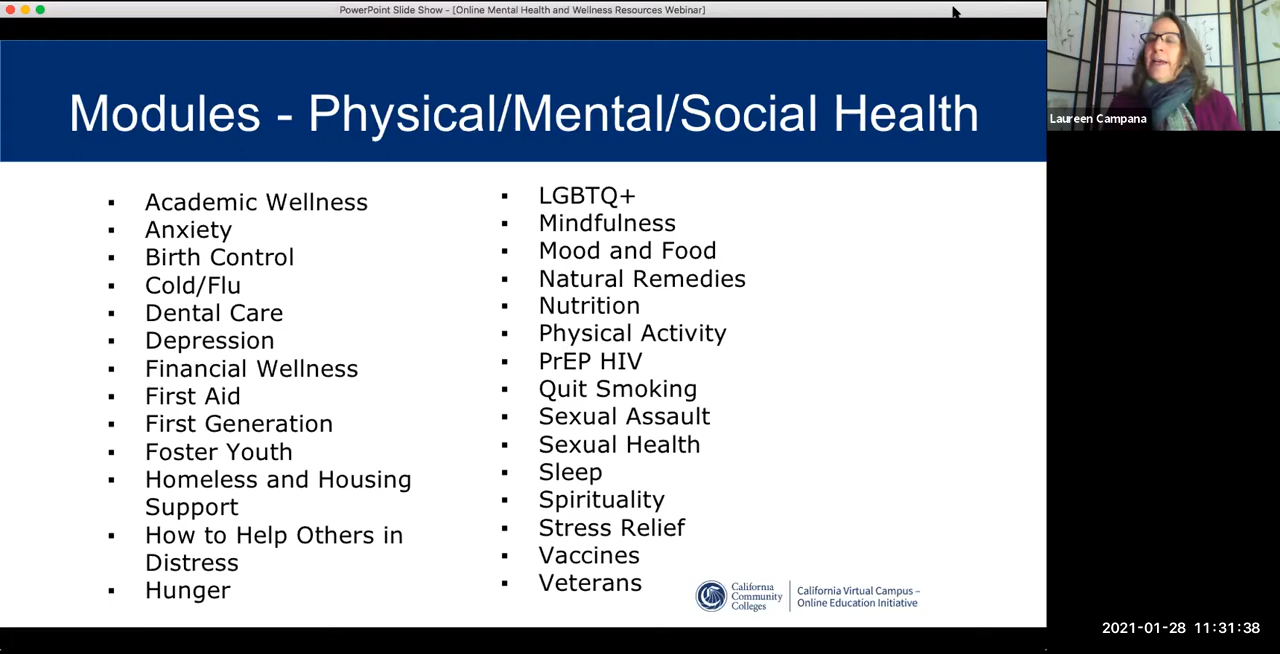 PowerPoint Slide Show - [Online Mental Health and Wellness Resources Webinar]
Modules - Physical/Mental/Social Health
▪ Academic Wellness
▪ Anxiety
▪ Birth Control
▪ Cold/Flu
▪ Dental Care
▪ Depression
▪ Financial Wellness
▪ First Aid
▪ First Generation
▪ Foster Youth
▪ Homeless and Housing
Support
▪ How to Help Others in
Distress
▪ Hunger
▪ LGBTQ+
▪ Mindfulness
▪ Mood and Food
▪ Natural Remedies
▪ Nutrition
▪ Physical Activity
▪ PrEP HIV
▪ Quit Smoking
▪ Sexual Assault
▪ Sexual Health
▪ Sleep
▪ Spirituality
▪ Stress Relief
▪ Vaccines
▪ Veterans
California
Community
Colleges
California Virtual Campus –
Online Education Initiative
Laureen Campana
2021-01-28 11:31:38